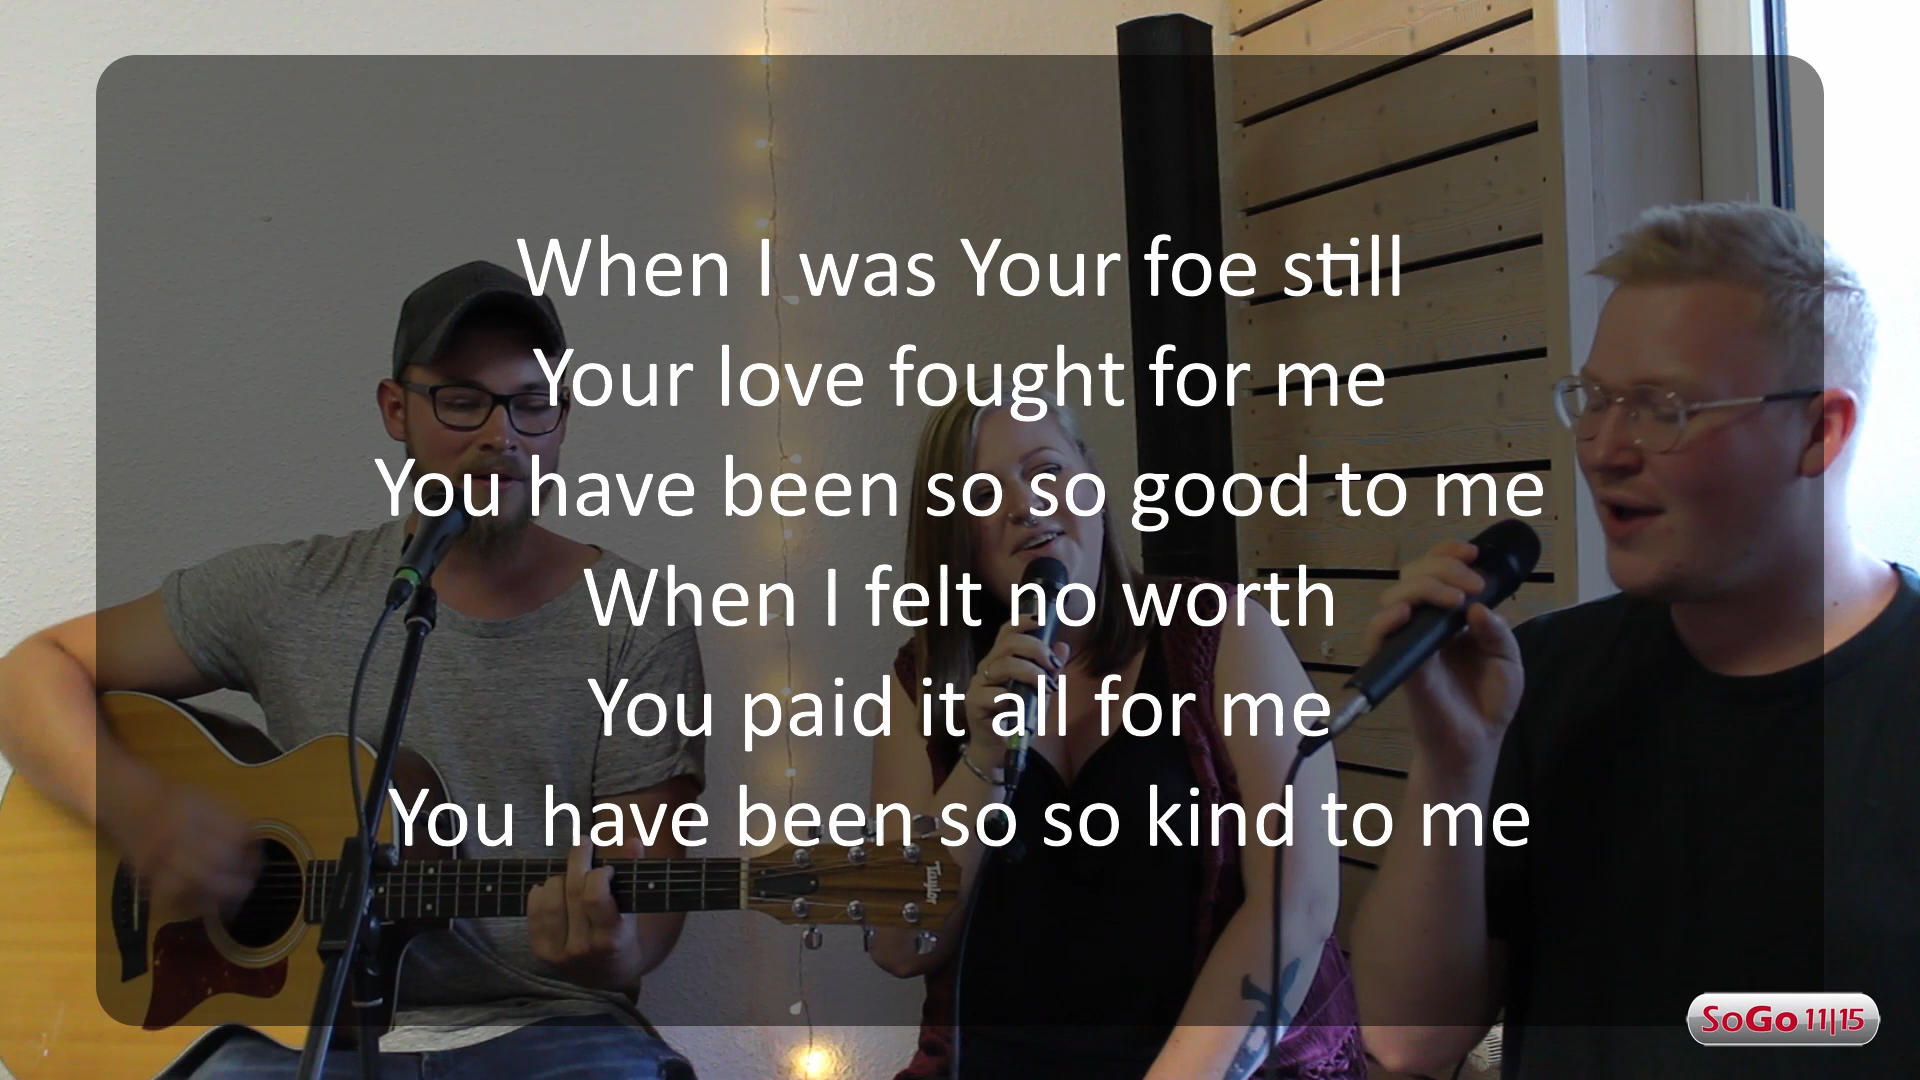 When I was Your foe still
Your love fought for me
You have been so so good to me
When I felt no worth
You paid it all for me
You have been so so kind to me
Taylor
SoGo 11|15